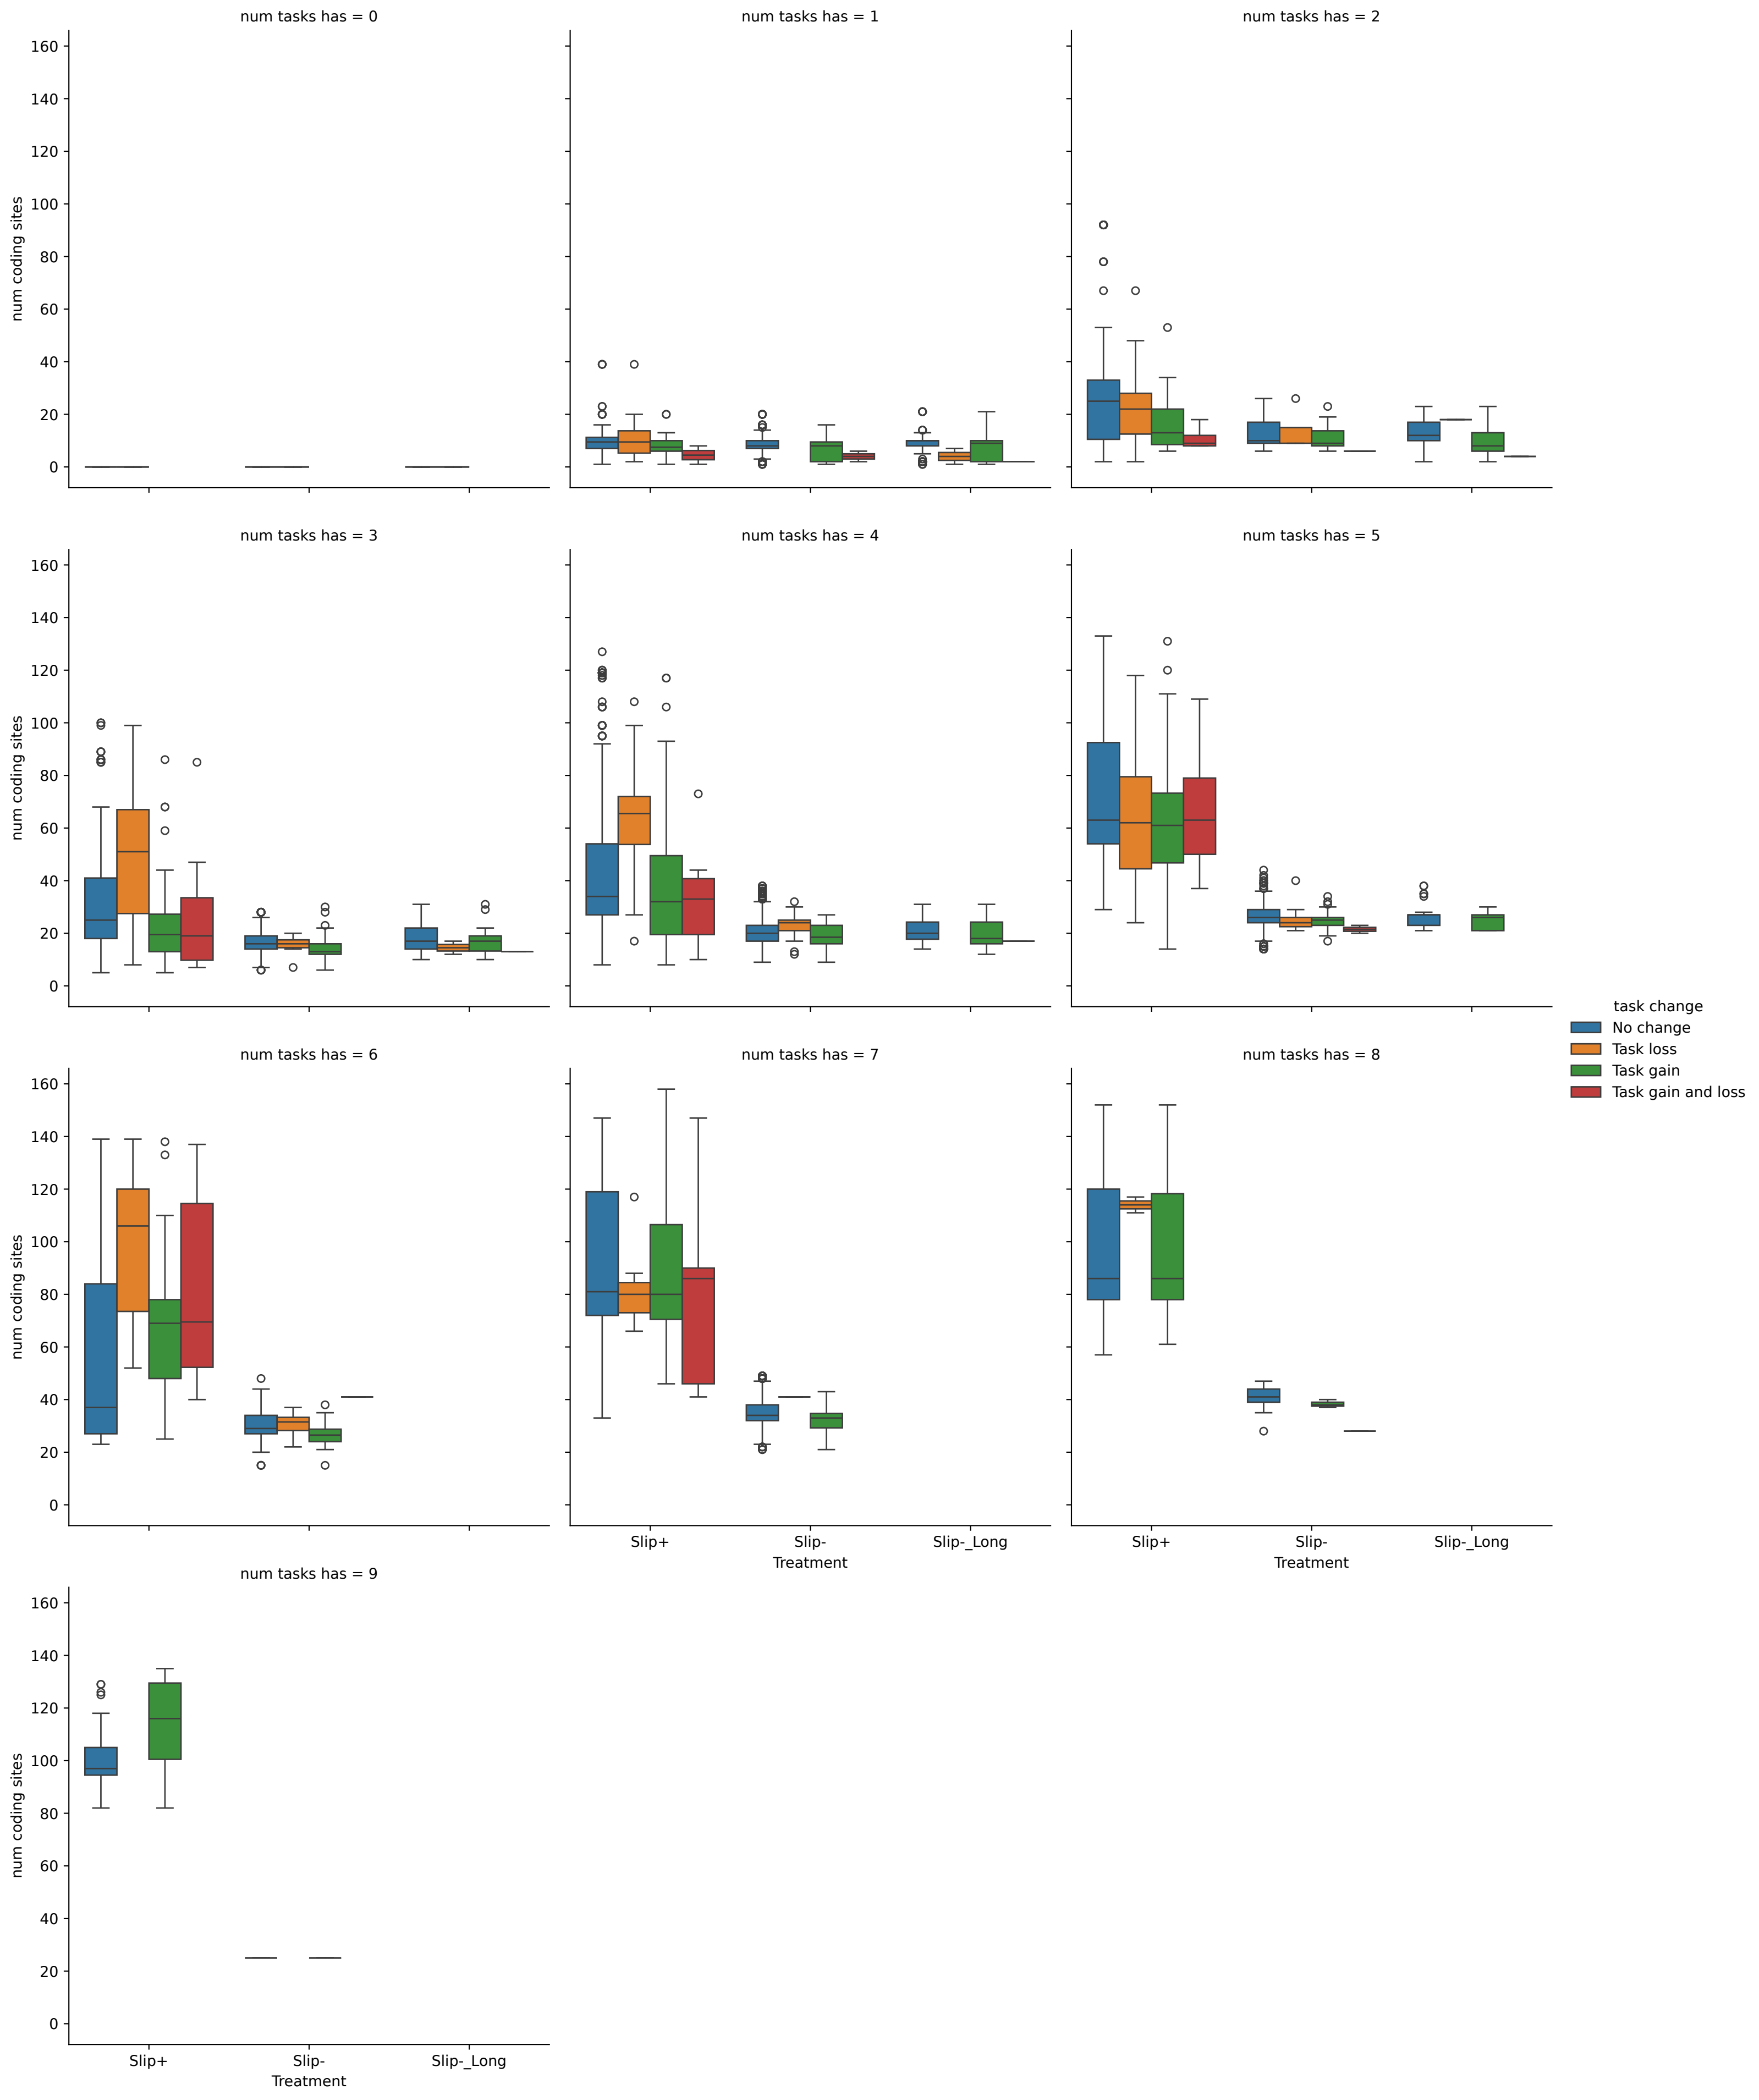 num tasks has = 0
num tasks has = 1
num tasks has = 2
160
140
120
100
80
60
40
20
0
num coding sites
num tasks has = 3
num tasks has = 4
num tasks has = 5
160
140
120
100
80
60
40
20
0
num coding sites
task change
No change
Task loss
Task gain
Task gain and loss
num tasks has = 6
num tasks has = 7
num tasks has = 8
160
140
120
100
80
60
40
20
0
num coding sites
Slip+
Slip-
Slip-_Long
Treatment
Slip+
Slip-
Slip-_Long
Treatment
num tasks has = 9
160
140
120
100
80
60
40
20
0
num coding sites
Slip+
Slip-
Slip-_Long
Treatment